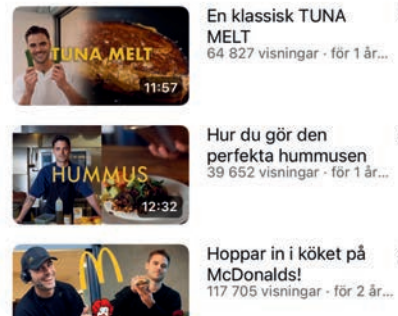 TUNA MELT
11:57
En klassisk TUNA
MELT
64 827 visningar · för 1 år...
HUMMUS
12:32
Hur du gör den
perfekta hummusen
39 652 visningar · för 1 år...
Hoppar in i köket på
McDonalds!
117 705 visningar · för 2 år...